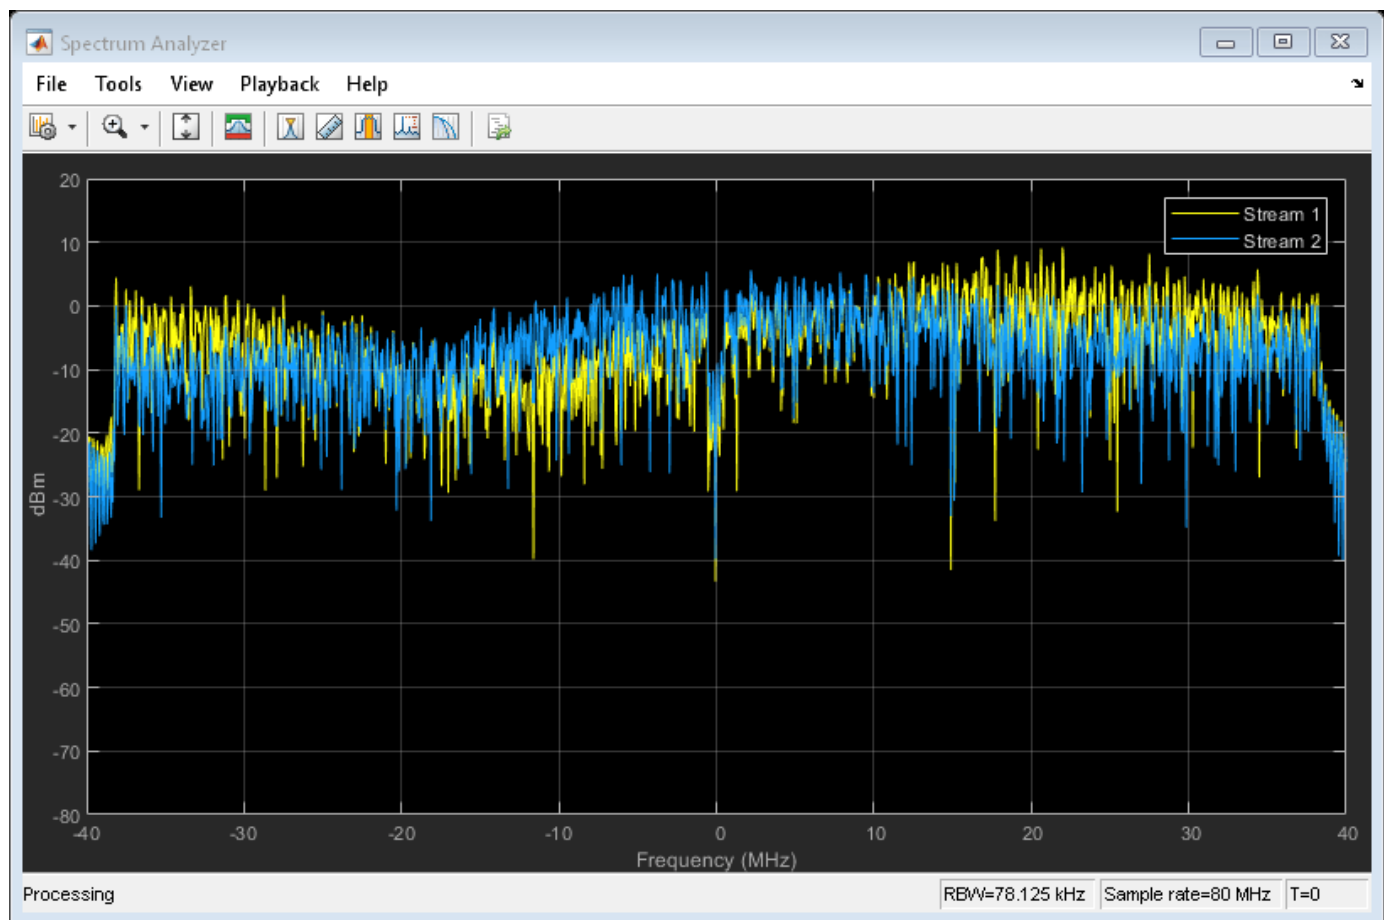 Spectrum Analyzer
File Tools View Playback Help
20
10
0
-10
-20
-30
-40
-50
-60
-70
-80
dBm
Stream 1
Stream 2
-40 -30 -20 -10 0 10 20 30 40
Frequency (MHz)
Processing RBW=78.125 kHz Sample rate=80 MHz T=0